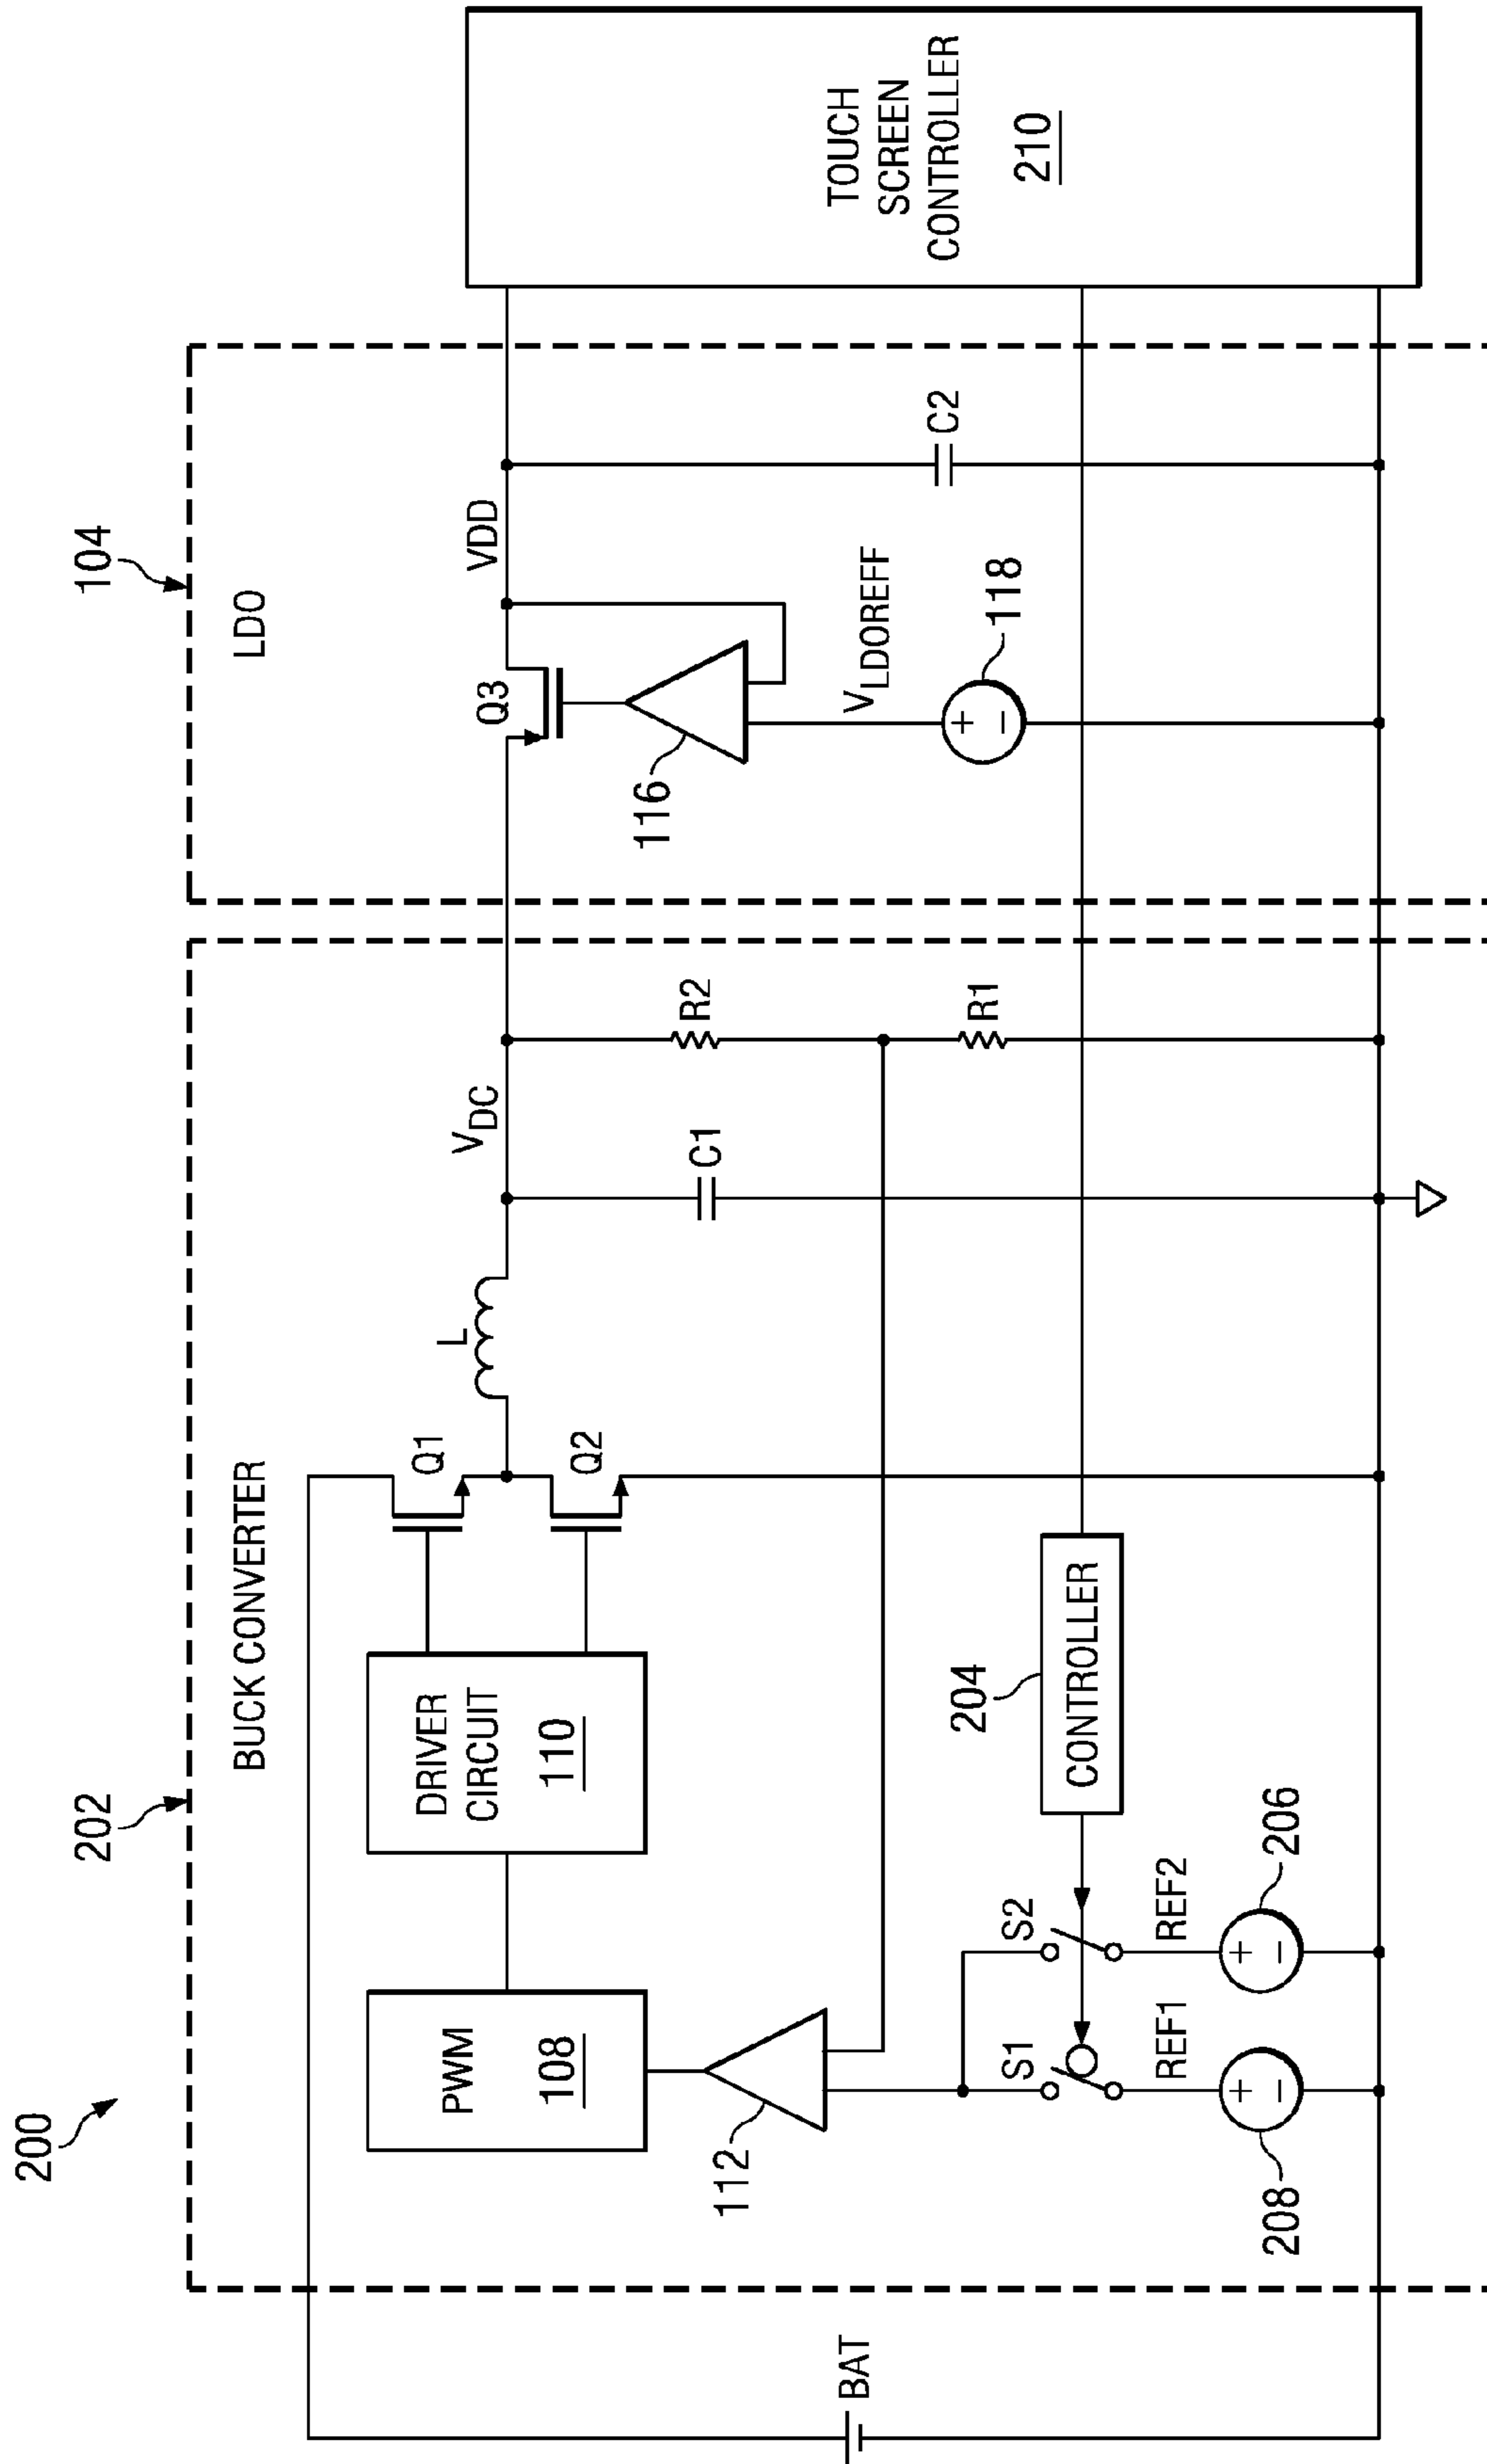 200
202
104
BUCK CONVERTER
LDO
BAT
PWM
108
DRIVER
CIRCUIT
110
Q1
Q2
L
VDC
C1
R2
R1
112
S1
S2
REF1
REF2
208
206
204
CONTROLLER
Q3
VDD
116
VLDOREFF
118
C2
TOUCH
SCREEN
CONTROLLER
210
+
−
+
−
+
−